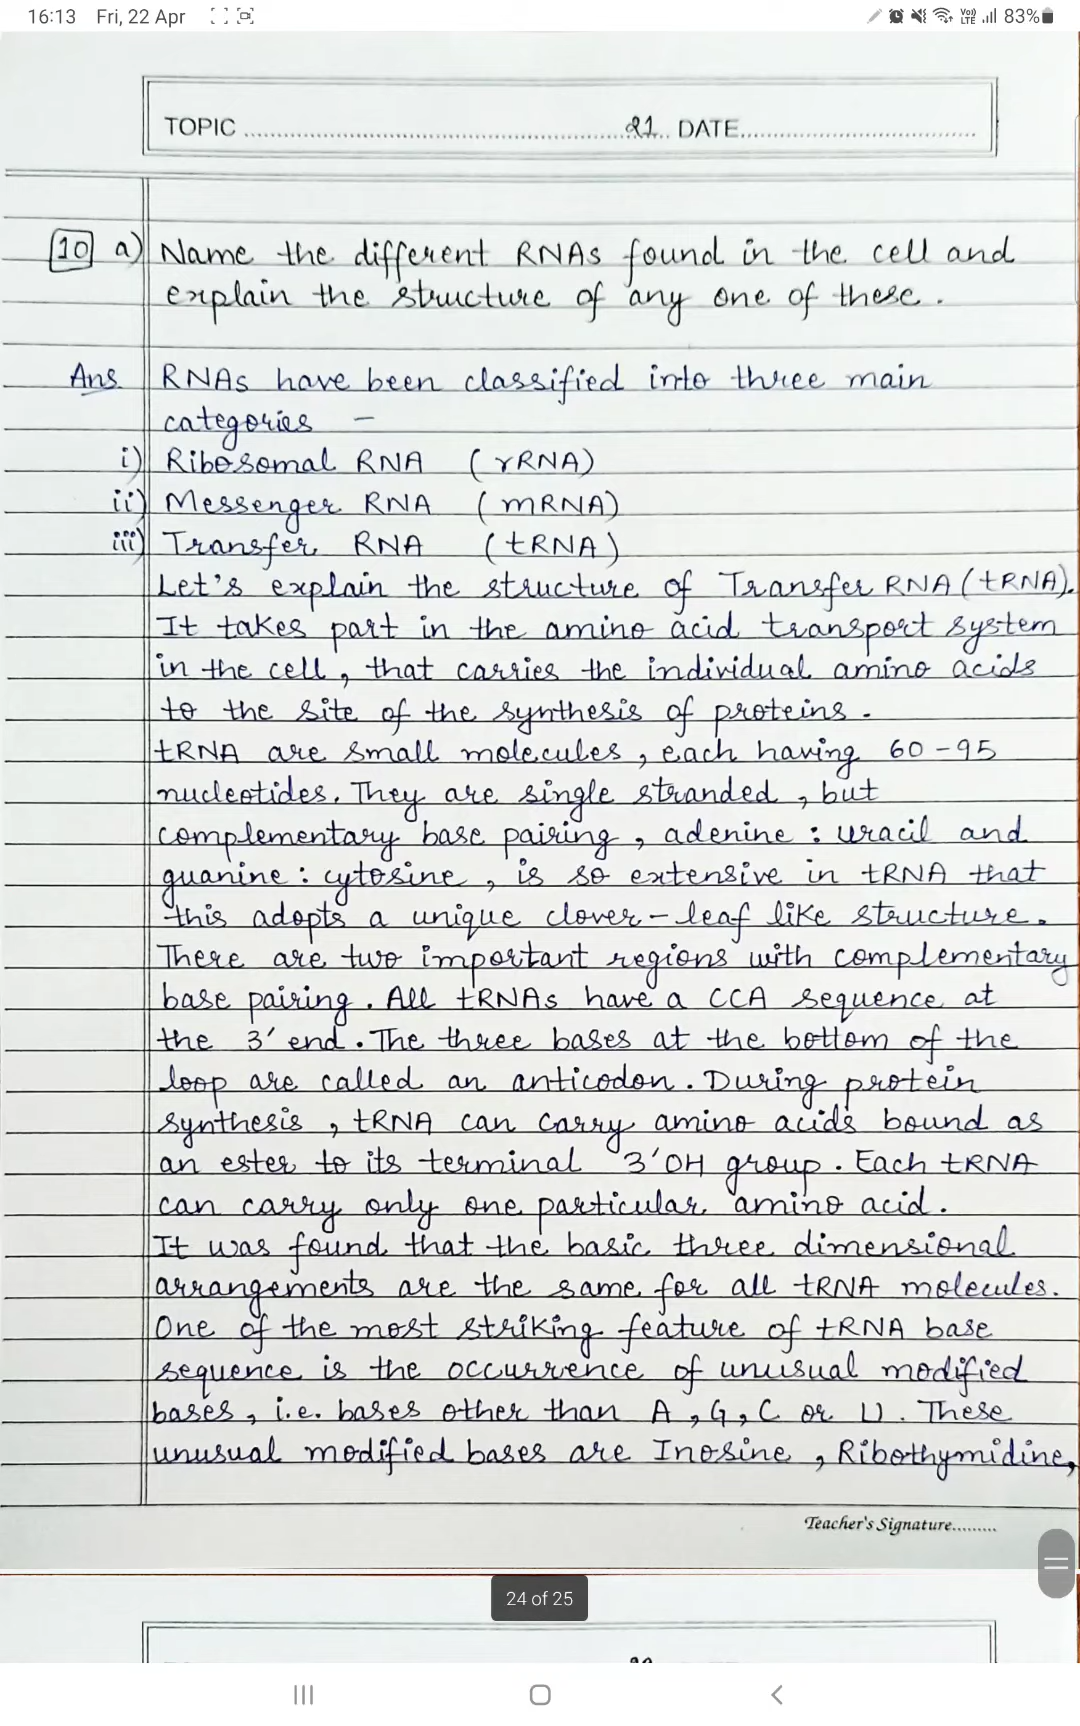 16:13 Fri, 22 Apr 83%
TOPIC 21 DATE
10 a) Name the different RNAs found in the cell and
explain the structure of any one of these.
Ans RNAs have been classified into three main
categories —
i) Ribosomal RNA (rRNA)
ii) Messenger RNA (mRNA)
iii) Transfer RNA (tRNA)
Let's explain the structure of Transfer RNA (tRNA).
It takes part in the amino acid transport system
in the cell, that carries the individual amino acids
to the site of the synthesis of proteins.
tRNA are small molecules, each having 60-95
nucleotides. They are single stranded, but
complementary base pairing, adenine : uracil and
guanine : cytosine, is so extensive in tRNA that
this adopts a unique clover-leaf like structure.
There are two important regions with complementary
base pairing. All tRNAs have a CCA sequence at
the 3' end. The three bases at the bottom of the
loop are called an anticodon. During protein
synthesis, tRNA can carry amino acids bound as
an ester to its terminal 3'OH group. Each tRNA
can carry only one particular amino acid.
It was found that the basic three dimensional
arrangements are the same for all tRNA molecules.
One of the most striking feature of tRNA base
sequence is the occurrence of unusual modified
bases, i.e. bases other than A, G, C or U. These
unusual modified bases are Inosine, Ribothymidine,
Teacher's Signature.........
24 of 25